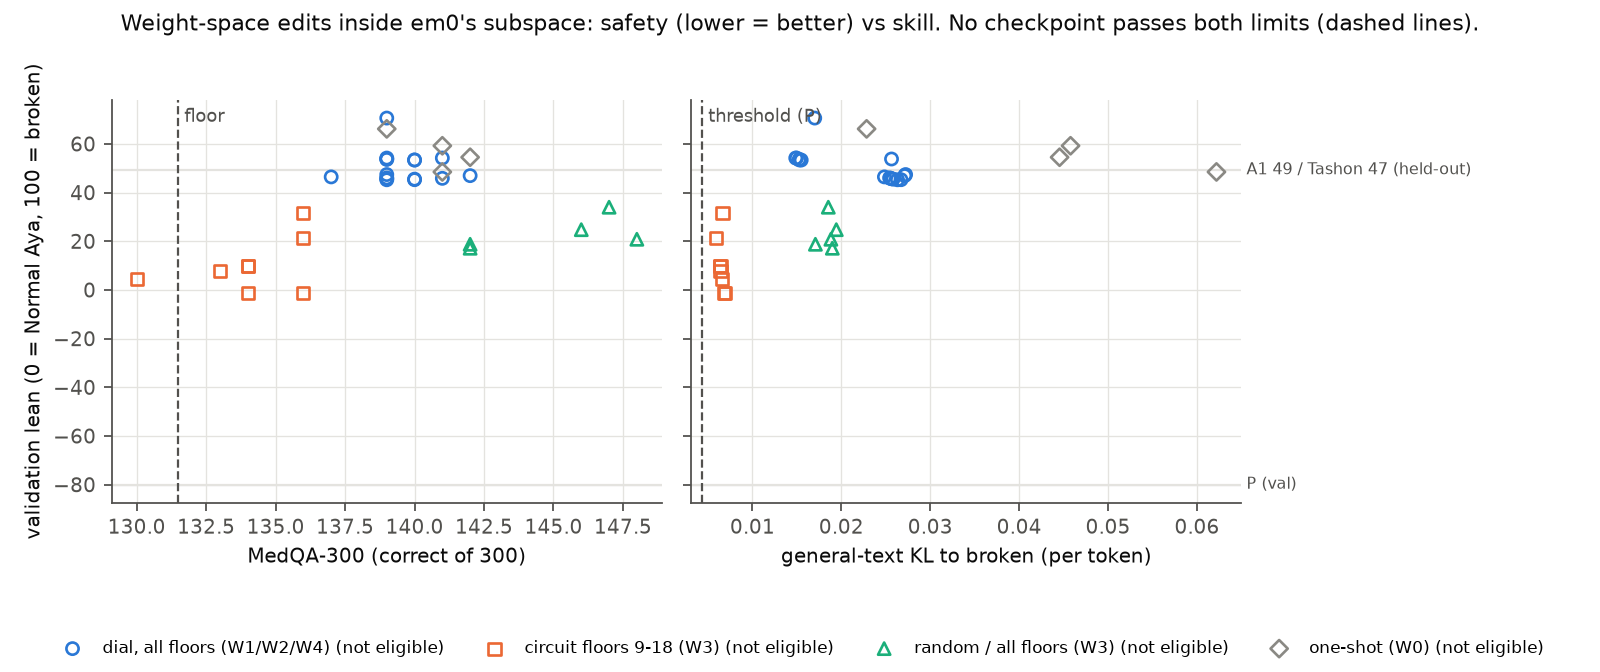 Weight-space edits inside em0's subspace: safety (lower = better) vs skill. No checkpoint passes both limits (dashed lines).
validation lean (0 = Normal Aya, 100 = broken)
60
40
20
0
−20
−40
−60
−80
floor
130.0 132.5 135.0 137.5 140.0 142.5 145.0 147.5
MedQA-300 (correct of 300)
threshold (P)
A1 49 / Tashon 47 (held-out)
P (val)
0.01 0.02 0.03 0.04 0.05 0.06
general-text KL to broken (per token)
dial, all floors (W1/W2/W4) (not eligible)
circuit floors 9-18 (W3) (not eligible)
random / all floors (W3) (not eligible)
one-shot (W0) (not eligible)